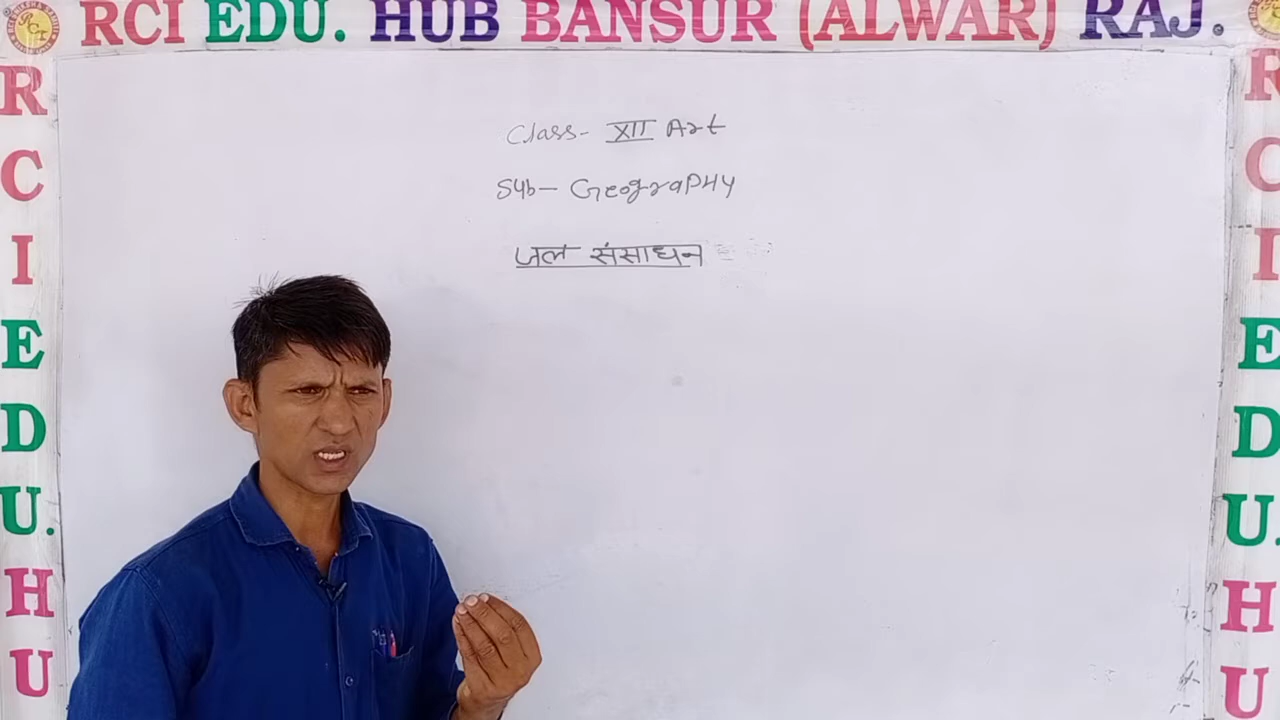 RCI EDU. HUB BANSUR (ALWAR) RAJ.
R
C
I
E
D
U.
H
U
Class- XII Art
Sub- GeograPHy
जल संसाधन
R
C
I
E
D
U.
H
U